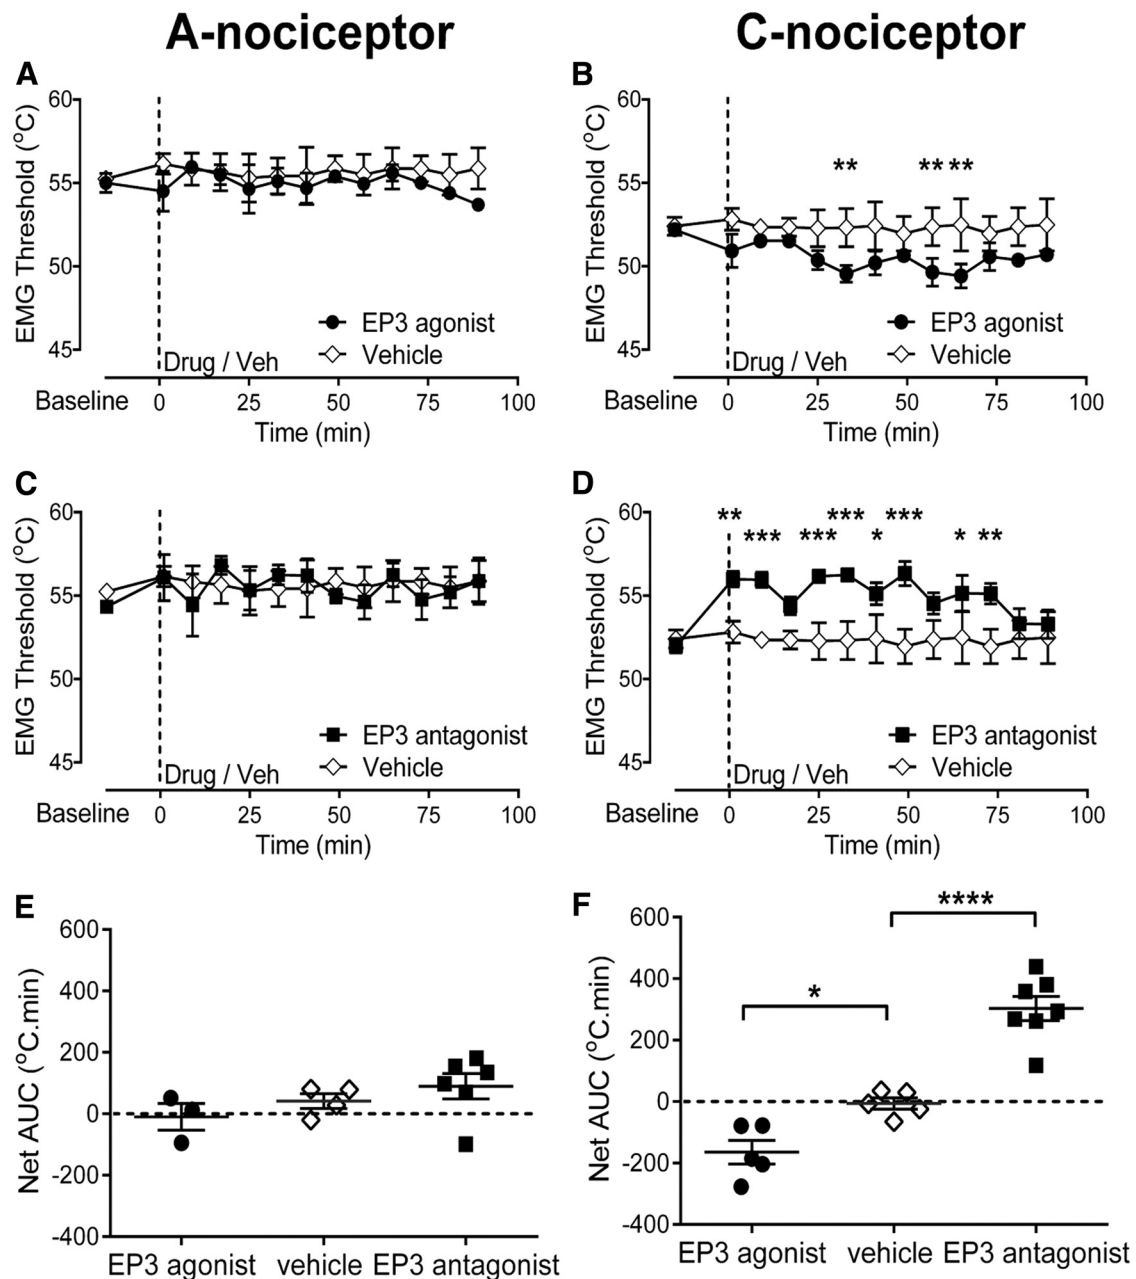 A-nociceptor
C-nociceptor
A
60
55
50
45
EMG Threshold (°C)
EP3 agonist
Vehicle
Drug / Veh
Baseline 0 25 50 75 100
Time (min)
B
60
55
50
45
EMG Threshold (°C)
**
** **
EP3 agonist
Vehicle
Drug / Veh
Baseline 0 25 50 75 100
Time (min)
C
60
55
50
45
EMG Threshold (°C)
EP3 antagonist
Vehicle
Drug / Veh
Baseline 0 25 50 75 100
Time (min)
D
60
55
50
45
EMG Threshold (°C)
** *** ***
*** *** * * **
EP3 antagonist
Vehicle
Drug / Veh
Baseline 0 25 50 75 100
Time (min)
E
600
400
200
0
-200
-400
Net AUC (°C.min)
EP3 agonist vehicle EP3 antagonist
F
600
400
200
0
-200
-400
Net AUC (°C.min)
****
*
EP3 agonist vehicle EP3 antagonist